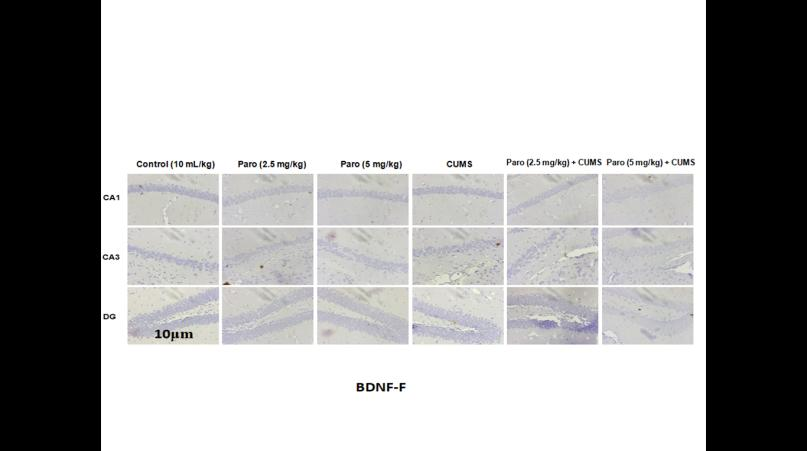 Control (10 mL/kg) Paro (2.5 mg/kg) Paro (5 mg/kg) CUMS Paro (2.5 mg/kg) + CUMS Paro (5 mg/kg) + CUMS
CA1
CA3
DG
10µm
BDNF-F